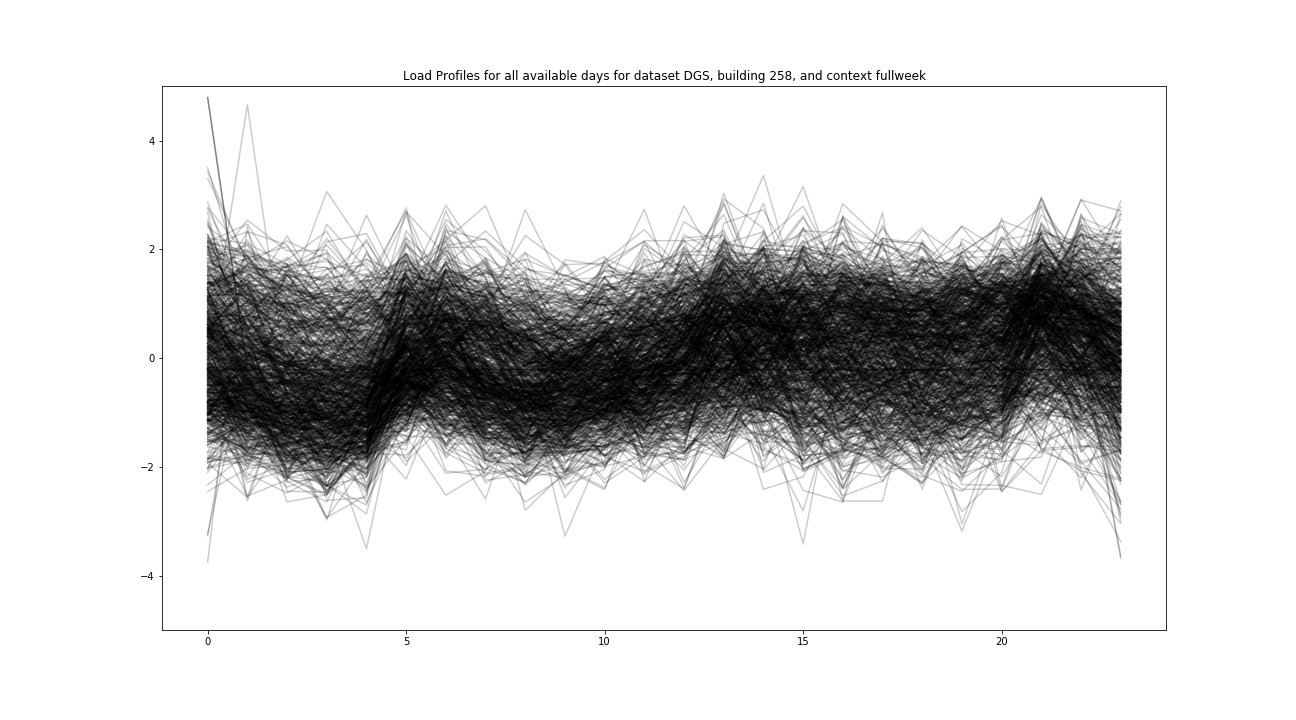 Load Profiles for all available days for dataset DGS, building 258, and context fullweek
4
2
0
−2
−4
0 5 10 15 20